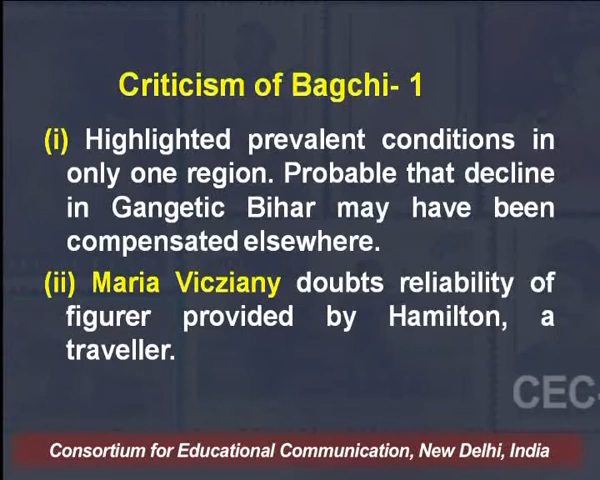 Criticism of Bagchi- 1
(i) Highlighted prevalent conditions in
only one region. Probable that decline
in Gangetic Bihar may have been
compensated elsewhere.
(ii) Maria Vicziany doubts reliability of
figurer provided by Hamilton, a
traveller.
CEC-
Consortium for Educational Communication, New Delhi, India